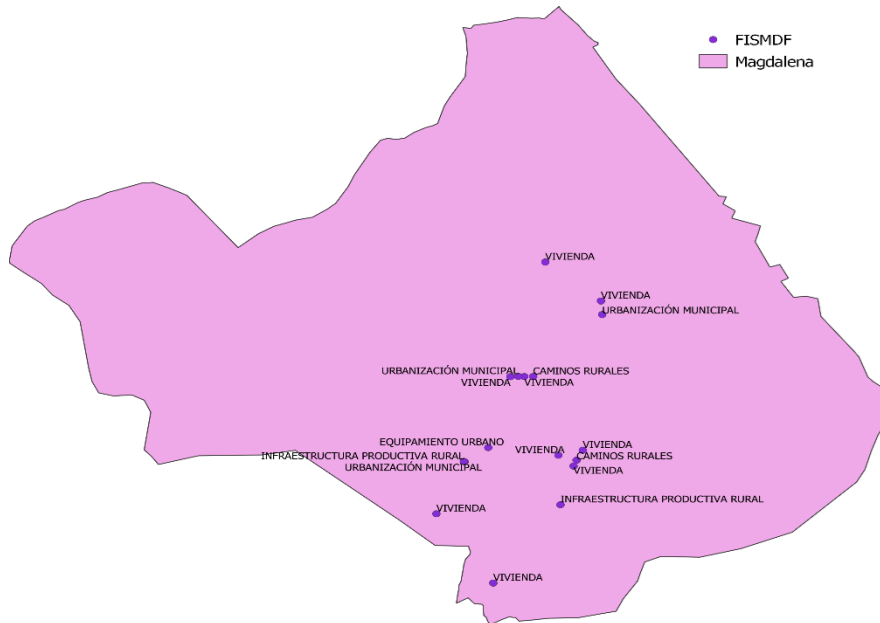 FISMDF
Magdalena
VIVIENDA
VIVIENDA
URBANIZACIÓN MUNICIPAL
URBANIZACIÓN MUNICIPAL
CAMINOS RURALES
VIVIENDA
VIVIENDA
EQUIPAMIENTO URBANO
VIVIENDA
VIVIENDA
INFRAESTRUCTURA PRODUCTIVA RURAL
CAMINOS RURALES
URBANIZACIÓN MUNICIPAL
VIVIENDA
INFRAESTRUCTURA PRODUCTIVA RURAL
VIVIENDA
VIVIENDA